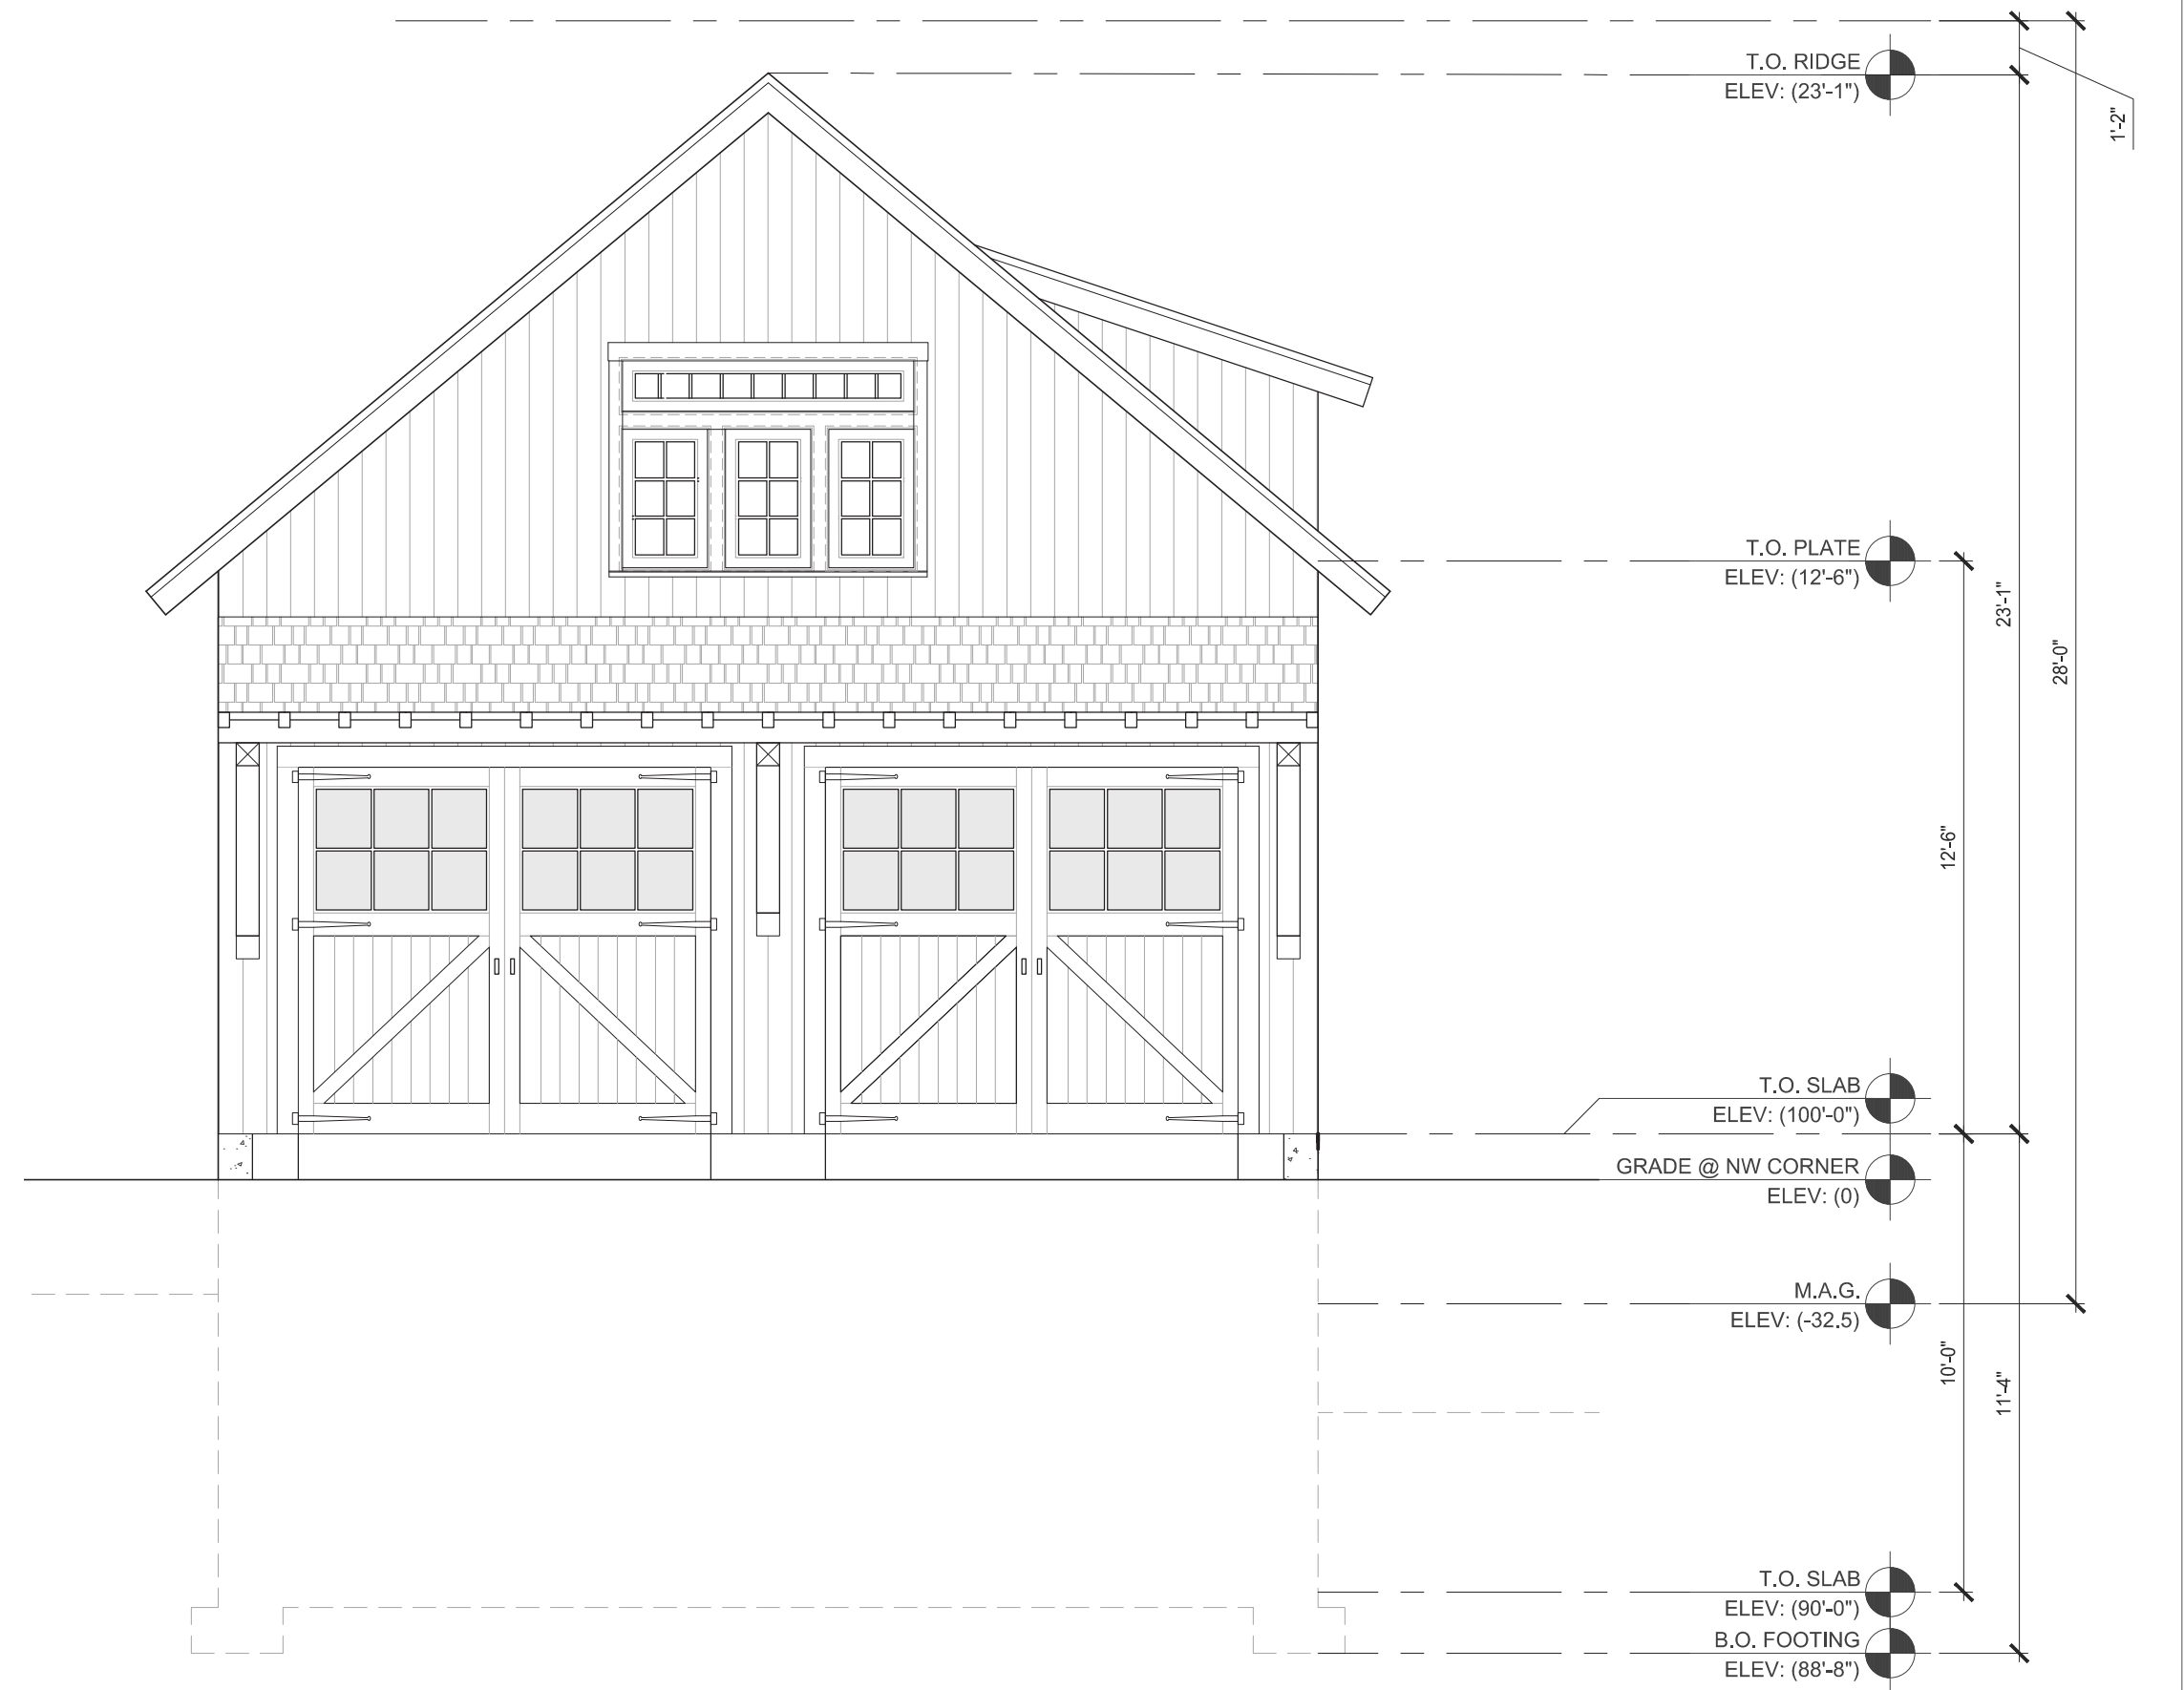 T.O. RIDGE
ELEV: (23'-1")
1'-2"
T.O. PLATE
ELEV: (12'-6")
23'-1"
28'-0"
12'-6"
T.O. SLAB
ELEV: (100'-0")
GRADE @ NW CORNER
ELEV: (0)
M.A.G.
ELEV: (-32.5)
10'-0"
11'-4"
T.O. SLAB
ELEV: (90'-0")
B.O. FOOTING
ELEV: (88'-8")